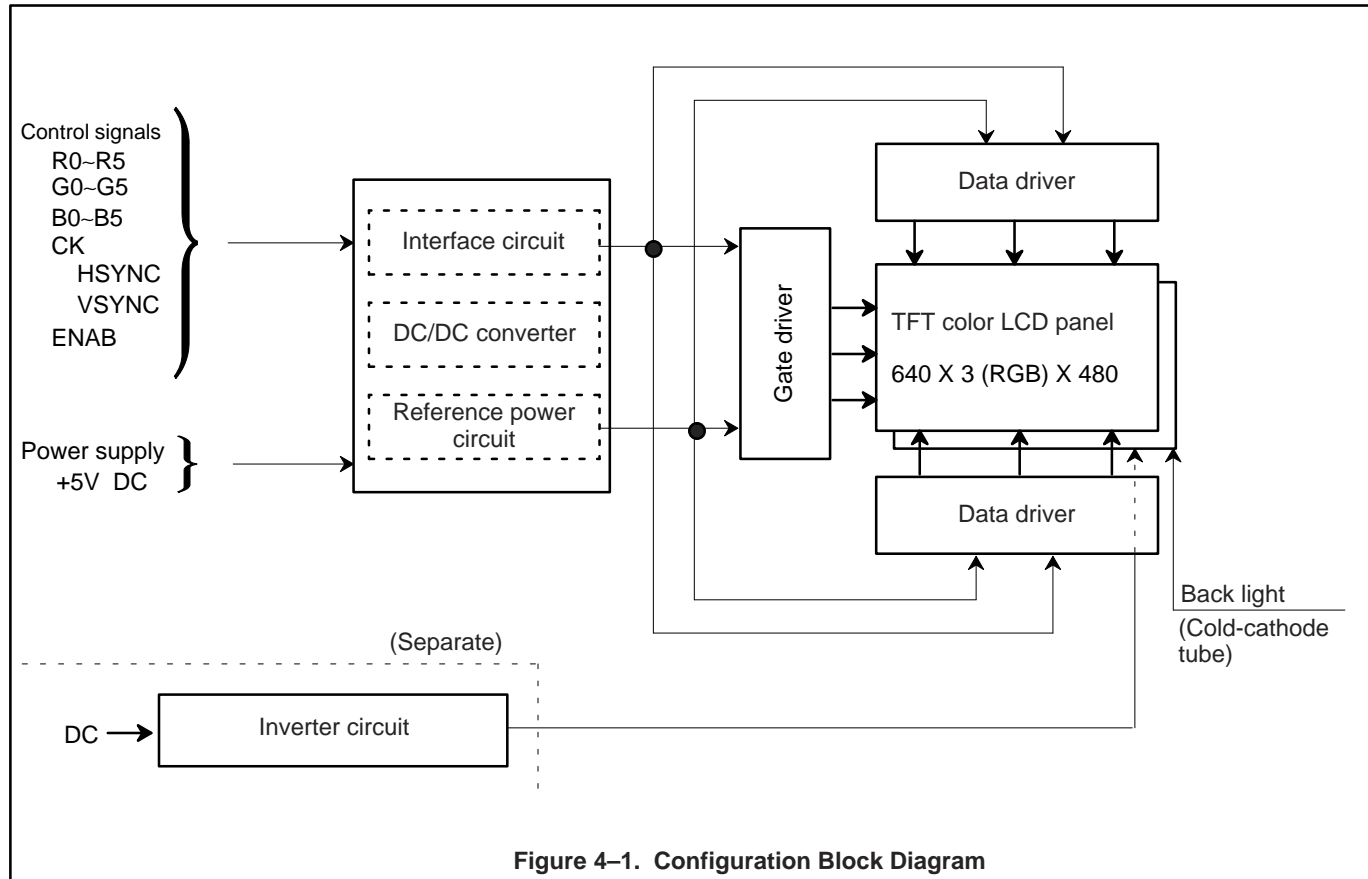 Control signals
R0~R5
G0~G5
B0~B5
CK
HSYNC
VSYNC
ENAB
Power supply
+5V DC
Interface circuit
DC/DC converter
Reference power
circuit
Gate driver
Data driver
TFT color LCD panel
640 X 3 (RGB) X 480
Data driver
Back light
(Cold-cathode
tube)
(Separate)
DC
Inverter circuit
Figure 4–1. Configuration Block Diagram